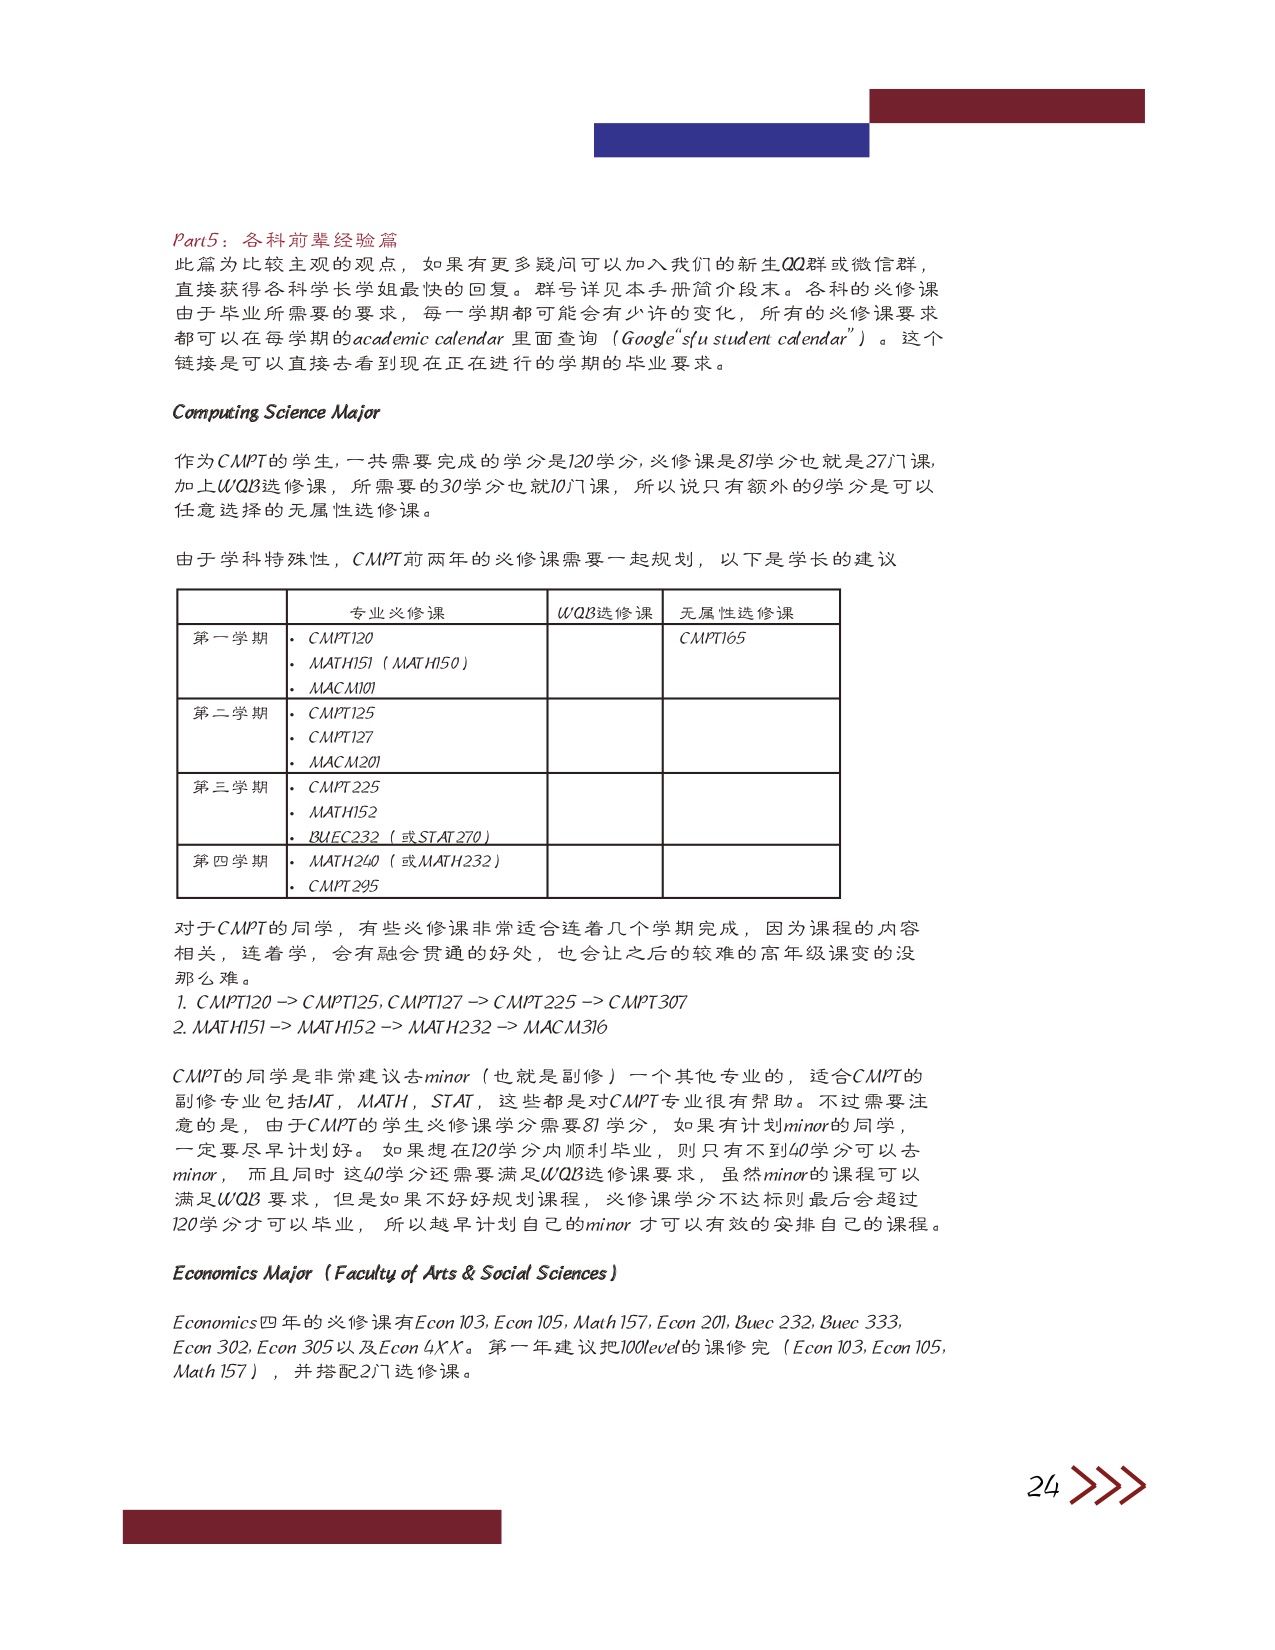 Part5：各科前辈经验篇
此篇为比较主观的观点，如果有更多疑问可以加入我们的新生QQ群或微信群，
直接获得各科学长学姐最快的回复。群号详见本手册简介段末。各科的必修课
由于毕业所需要的要求，每一学期都可能会有少许的变化，所有的必修课要求
都可以在每学期的academic calendar 里面查询（Google“sfu student calendar”）。这个
链接是可以直接去看到现在正在进行的学期的毕业要求。
Computing Science Major
作为CMPT的学生，一共需要完成的学分是120学分，必修课是81学分也就是27门课，
加上WQB选修课，所需要的30学分也就10门课，所以说只有额外的9学分是可以
任意选择的无属性选修课。
由于学科特殊性，CMPT前两年的必修课需要一起规划，以下是学长的建议
专业必修课 WQB选修课 无属性选修课
第一学期 • CMPT120 CMPT165
• MATH151（MATH150）
• MACM101
第二学期 • CMPT125
• CMPT127
• MACM201
第三学期 • CMPT225
• MATH152
• BUEC232（或STAT270）
第四学期 • MATH240（或MATH232）
• CMPT295
对于CMPT的同学，有些必修课非常适合连着几个学期完成，因为课程的内容
相关，连着学，会有融会贯通的好处，也会让之后的较难的高年级课变的没
那么难。
1. CMPT120 -> CMPT125, CMPT127 -> CMPT225 -> CMPT307
2. MATH151 -> MATH152 -> MATH232 -> MACM316
CMPT的同学是非常建议去minor（也就是副修）一个其他专业的，适合CMPT的
副修专业包括IAT，MATH，STAT，这些都是对CMPT专业很有帮助。不过需要注
意的是，由于CMPT的学生必修课学分需要81 学分，如果有计划minor的同学，
一定要尽早计划好。 如果想在120学分内顺利毕业，则只有不到40学分可以去
minor， 而且同时 这40学分还需要满足WQB选修课要求，虽然minor的课程可以
满足WQB 要求，但是如果不好好规划课程，必修课学分不达标则最后会超过
120学分才可以毕业， 所以越早计划自己的minor 才可以有效的安排自己的课程。
Economics Major（Faculty of Arts & Social Sciences）
Economics四年的必修课有Econ 103, Econ 105, Math 157, Econ 201, Buec 232, Buec 333,
Econ 302, Econ 305以及Econ 4XX。第一年建议把100level的课修完（Econ 103, Econ 105,
Math 157），并搭配2门选修课。
24